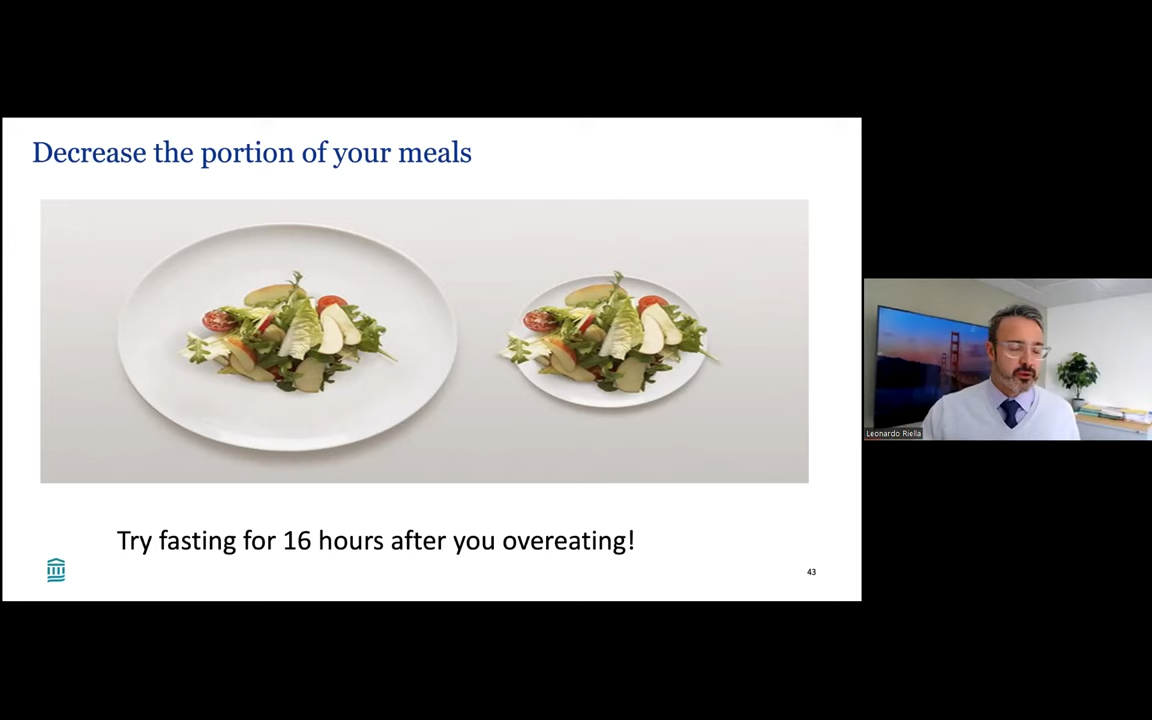 Decrease the portion of your meals
Try fasting for 16 hours after you overeating!
43
Leonardo Riella